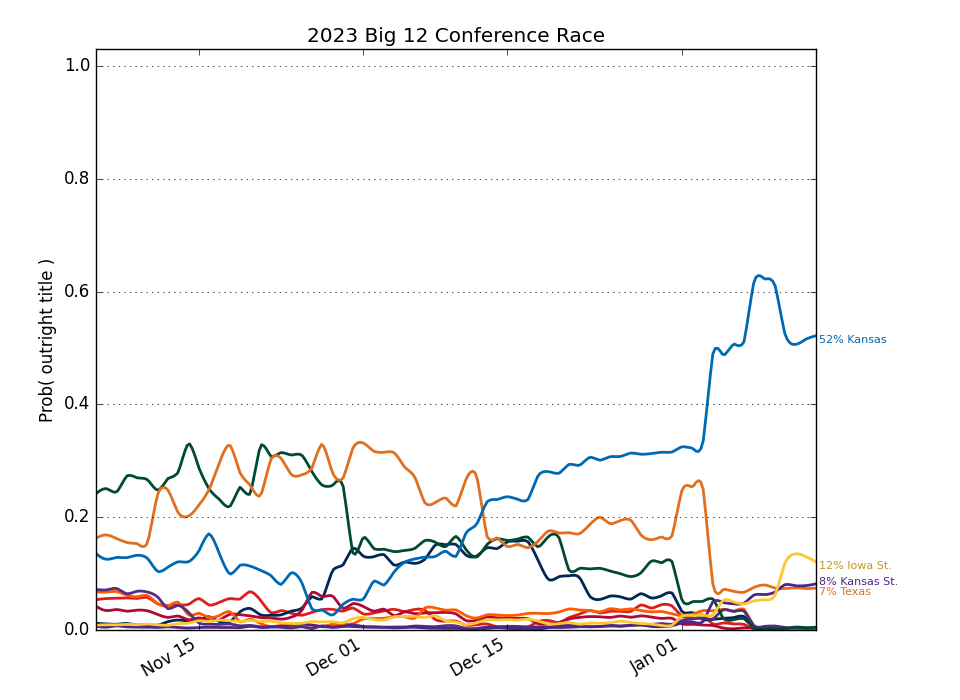 2023 Big 12 Conference Race
1.0
0.8
0.6
0.4
0.2
0.0
Prob( outright title )
52% Kansas
12% Iowa St.
8% Kansas St.
7% Texas
Nov 15
Dec 01
Dec 15
Jan 01